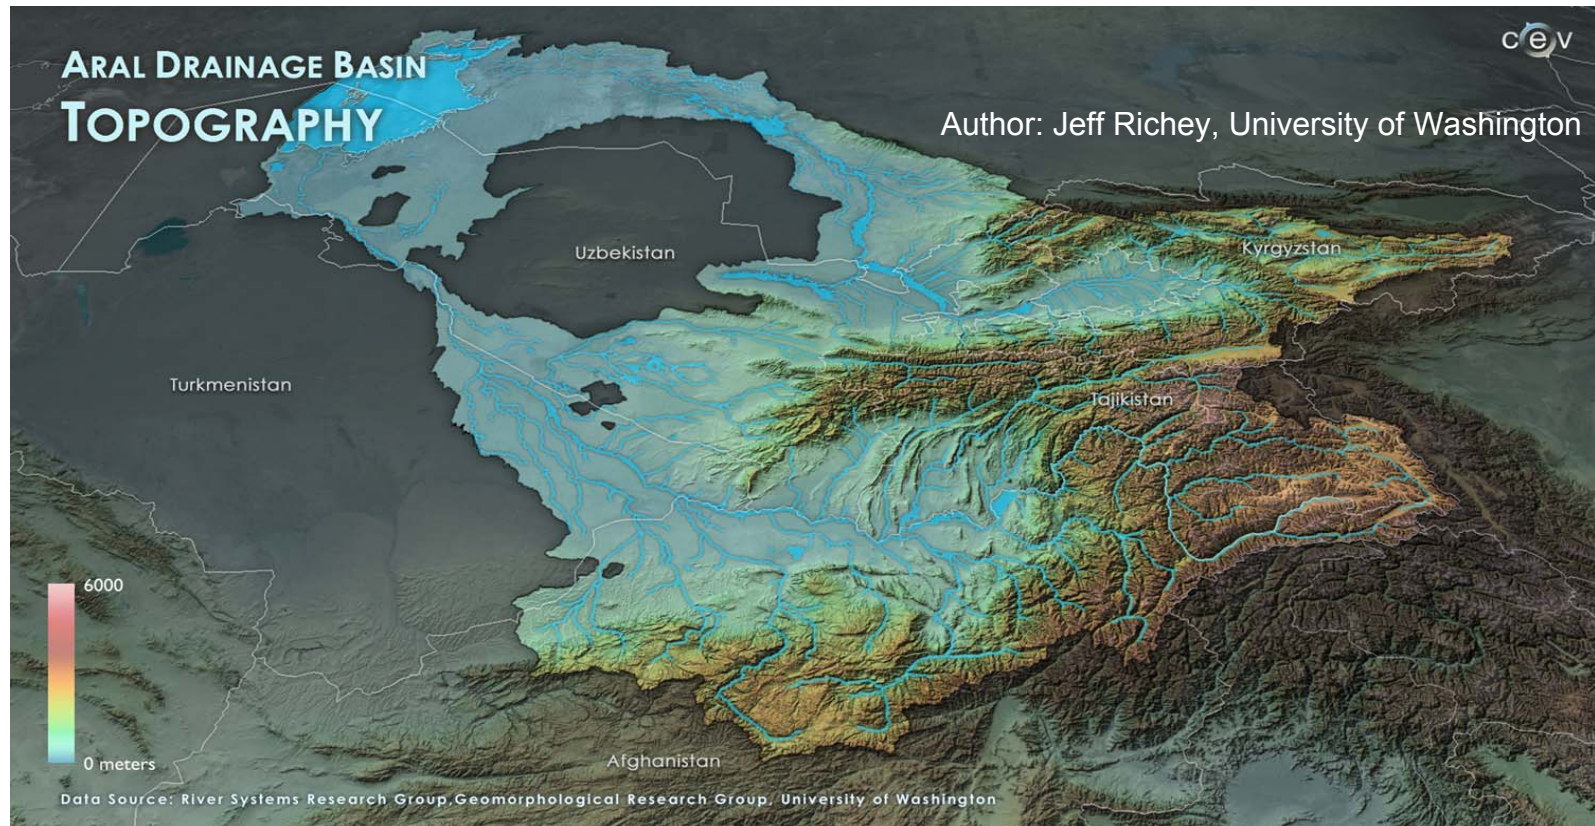 ARAL DRAINAGE BASIN
TOPOGRAPHY
cev
Author: Jeff Richey, University of Washington
Uzbekistan
Kyrgyzstan
Turkmenistan
Tajikistan
6000
0 meters
Afghanistan
Data Source: River Systems Research Group,Geomorphological Research Group, University of Washington